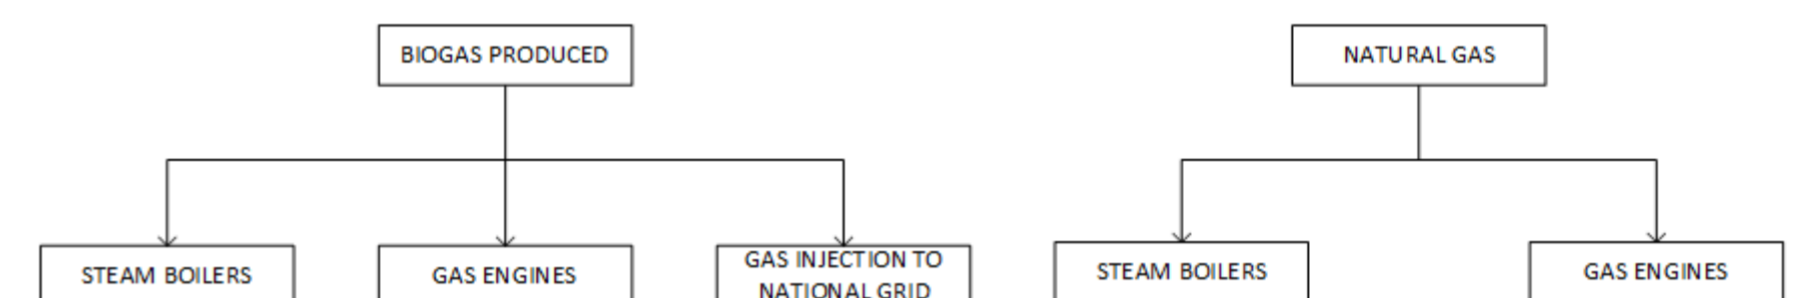 BIOGAS PRODUCED
NATURAL GAS
STEAM BOILERS
GAS ENGINES
GAS INJECTION TO
NATIONAL GRID
STEAM BOILERS
GAS ENGINES